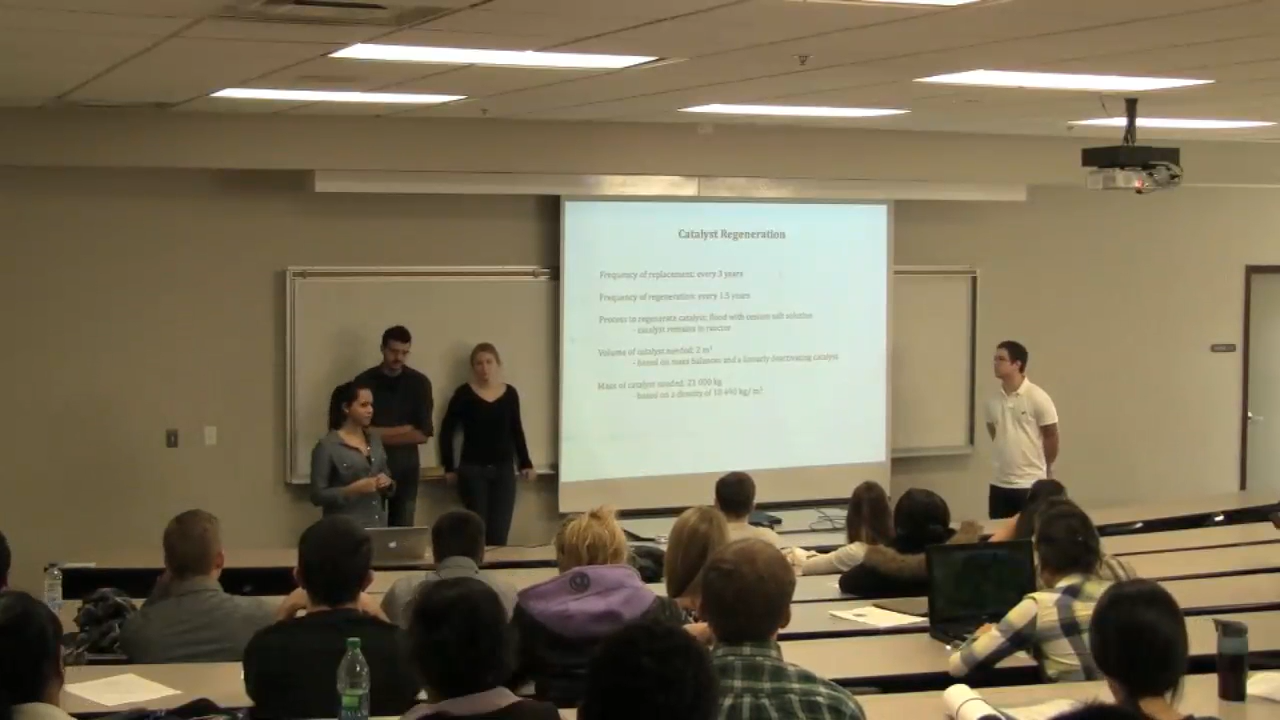 Catalyst Regeneration
Frequency of replacement: every 3 years
Frequency of regeneration: every 1.5 years
Process to regenerate catalyst: flood with cesium salt solution
- catalyst remains in reactor
Volume of catalyst needed: 2 m³
- based on mass balances and a linearly deactivating catalyst
Mass of catalyst needed: 21 000 kg
- based on a density of 10 490 kg/ m³